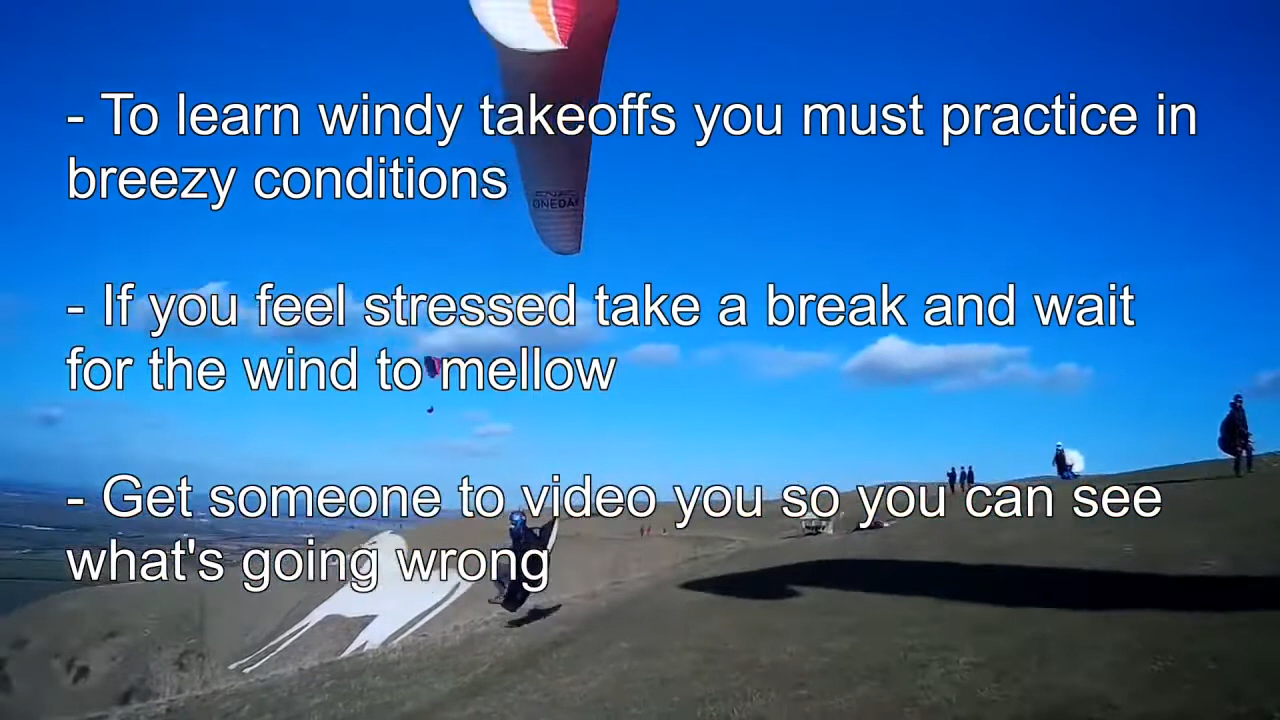 - To learn windy takeoffs you must practice in
breezy conditions
ONEDAY
- If you feel stressed take a break and wait
for the wind to mellow
- Get someone to video you so you can see
what's going wrong